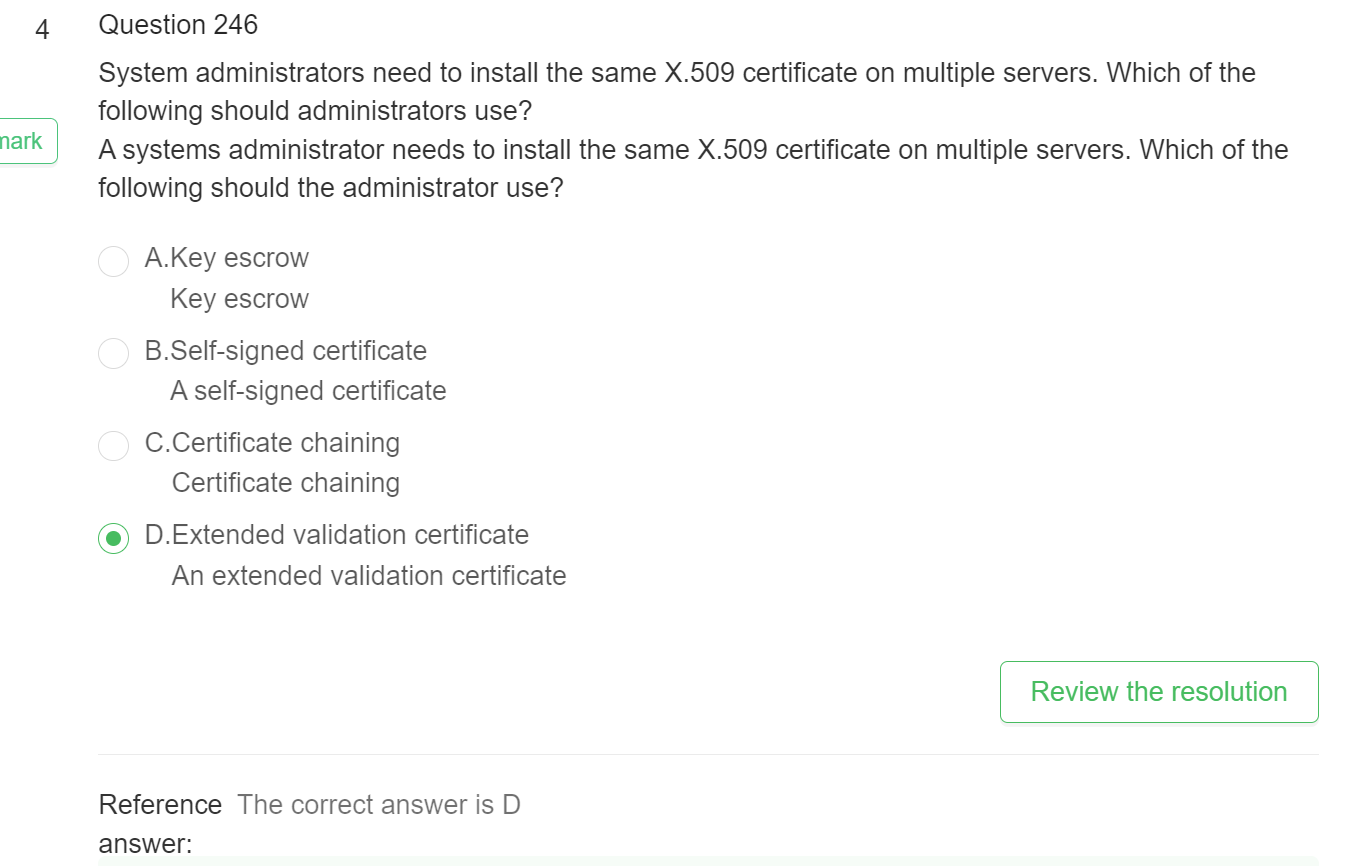 4
Question 246
System administrators need to install the same X.509 certificate on multiple servers. Which of the
following should administrators use?
mark
A systems administrator needs to install the same X.509 certificate on multiple servers. Which of the
following should the administrator use?
A.Key escrow
Key escrow
B.Self-signed certificate
A self-signed certificate
C.Certificate chaining
Certificate chaining
D.Extended validation certificate
An extended validation certificate
Review the resolution
Reference The correct answer is D
answer: